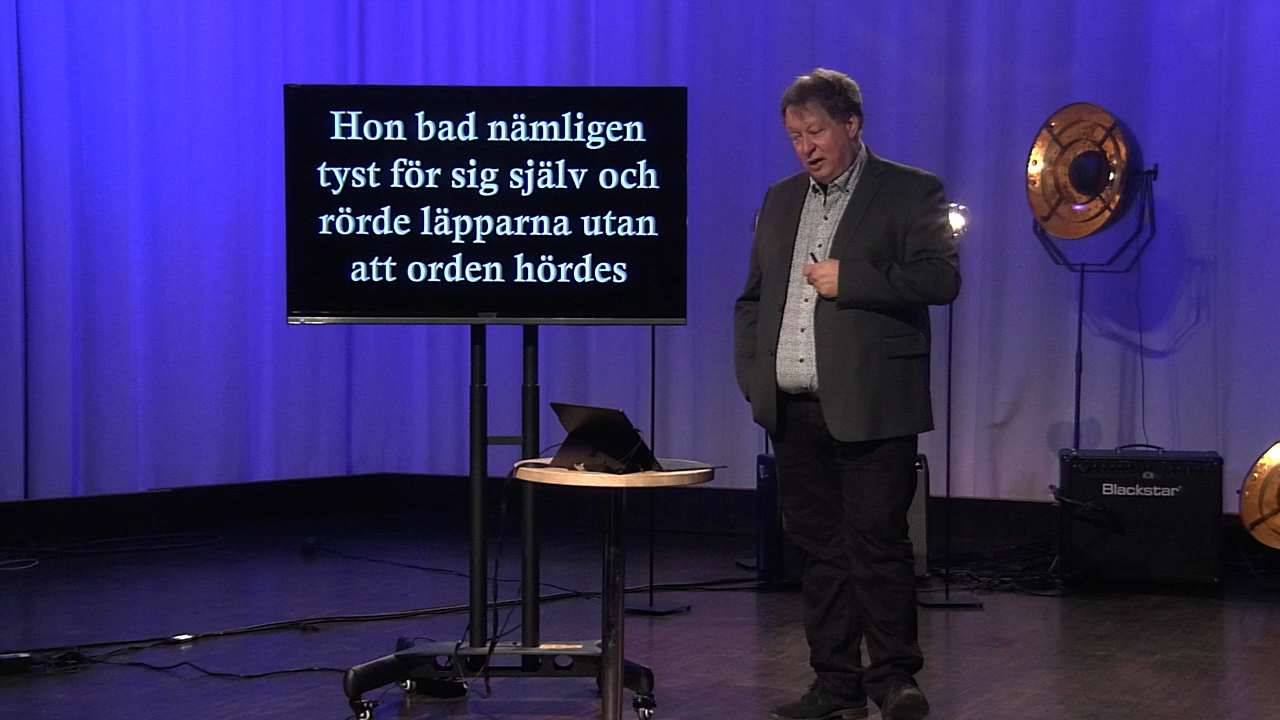 Hon bad nämligen
tyst för sig själv och
rörde läpparna utan
att orden hördes
Blackstar